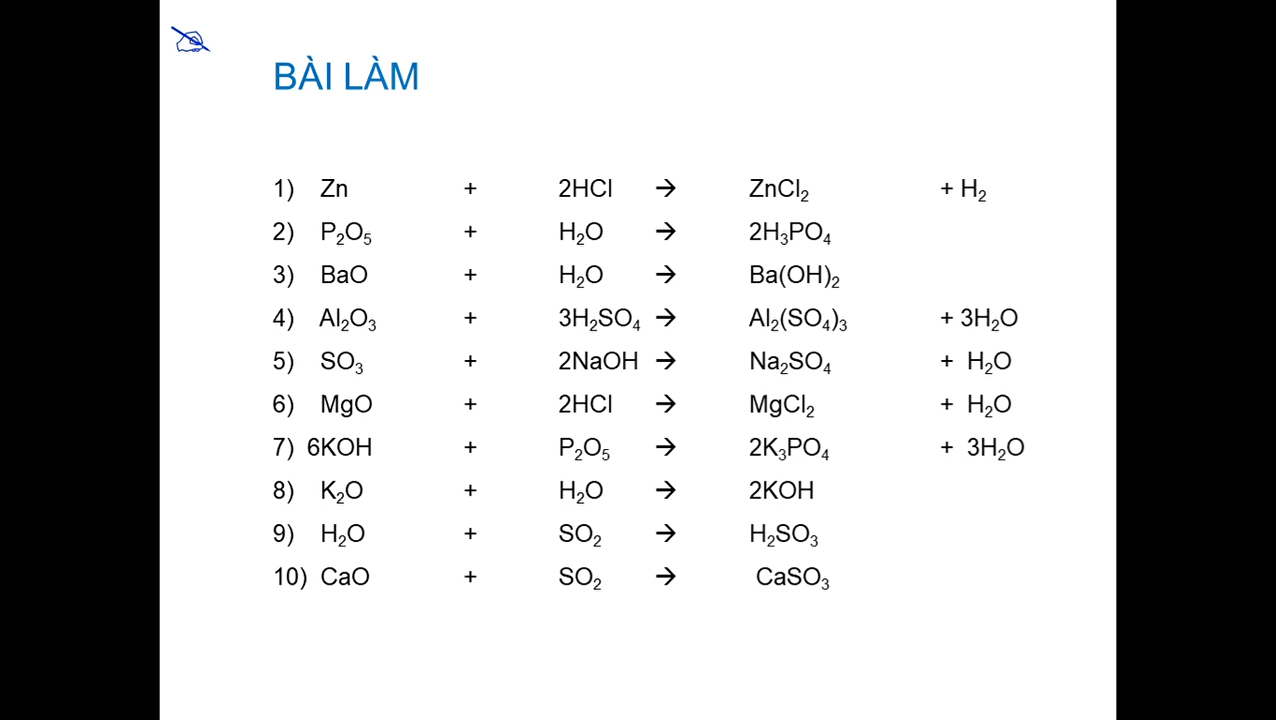 BÀI LÀM
1) Zn + 2HCl → ZnCl₂ + H₂
2) P₂O₅ + H₂O → 2H₃PO₄
3) BaO + H₂O → Ba(OH)₂
4) Al₂O₃ + 3H₂SO₄ → Al₂(SO₄)₃ + 3H₂O
5) SO₃ + 2NaOH → Na₂SO₄ + H₂O
6) MgO + 2HCl → MgCl₂ + H₂O
7) 6KOH + P₂O₅ → 2K₃PO₄ + 3H₂O
8) K₂O + H₂O → 2KOH
9) H₂O + SO₂ → H₂SO₃
10) CaO + SO₂ → CaSO₃